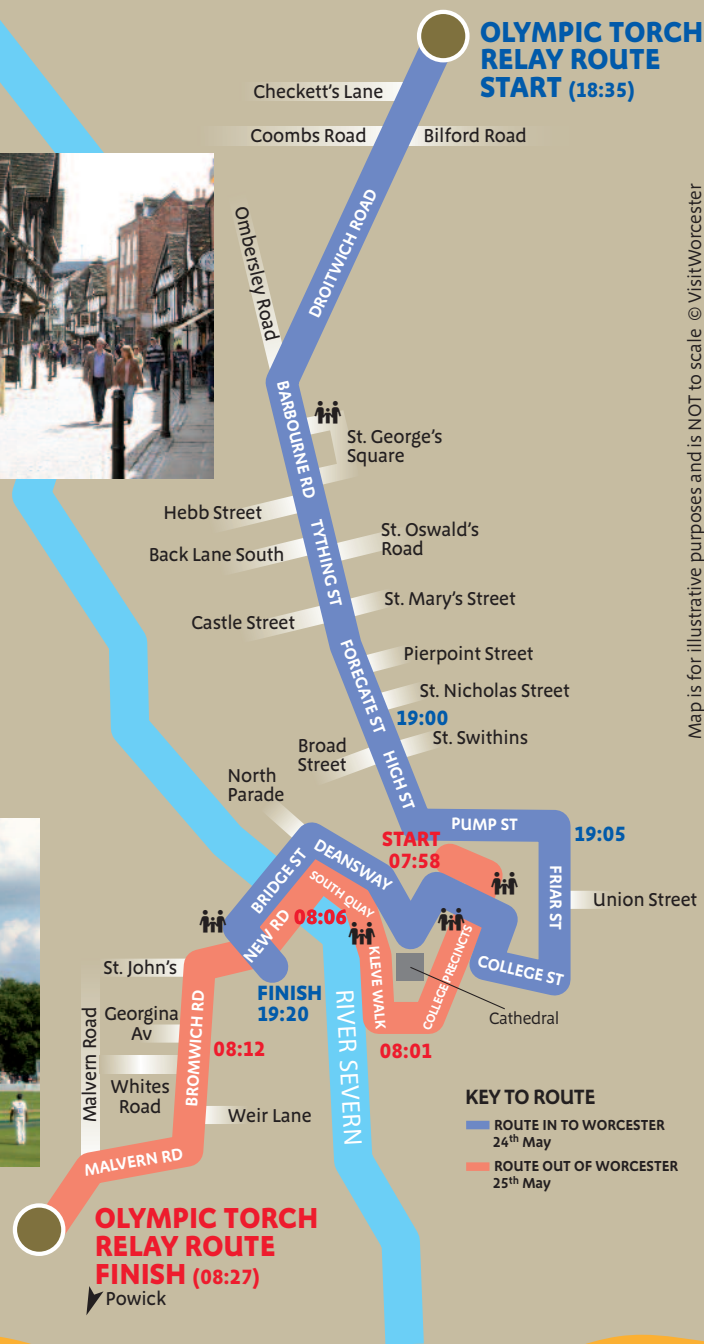 OLYMPIC TORCH
RELAY ROUTE
START (18:35)
Checkett's Lane
Coombs Road
Bilford Road
DROITWICH ROAD
Ombersley Road
Map is for illustrative purposes and is NOT to scale © VisitWorcester
BARBOURNE RD
St. George's
Square
Hebb Street
TYTHING ST
St. Oswald's
Road
Back Lane South
St. Mary's Street
Castle Street
FOREGATE ST
Pierpoint Street
St. Nicholas Street
19:00
St. Swithins
Broad
Street
HIGH ST
North
Parade
PUMP ST
19:05
START
07:58
DEANSWAY
BRIDGE ST
SOUTH QUAY
FRIAR ST
Union Street
08:06
NEW RD
KLEVE WALK
COLLEGE PRECINCTS
COLLEGE ST
St. John's
FINISH
19:20
Cathedral
RIVER SEVERN
Malvern Road
Georgina
Av
BROMWICH RD
08:12
08:01
Whites
Road
Weir Lane
KEY TO ROUTE
ROUTE IN TO WORCESTER
24th May
ROUTE OUT OF WORCESTER
25th May
MALVERN RD
OLYMPIC TORCH
RELAY ROUTE
FINISH (08:27)
Powick